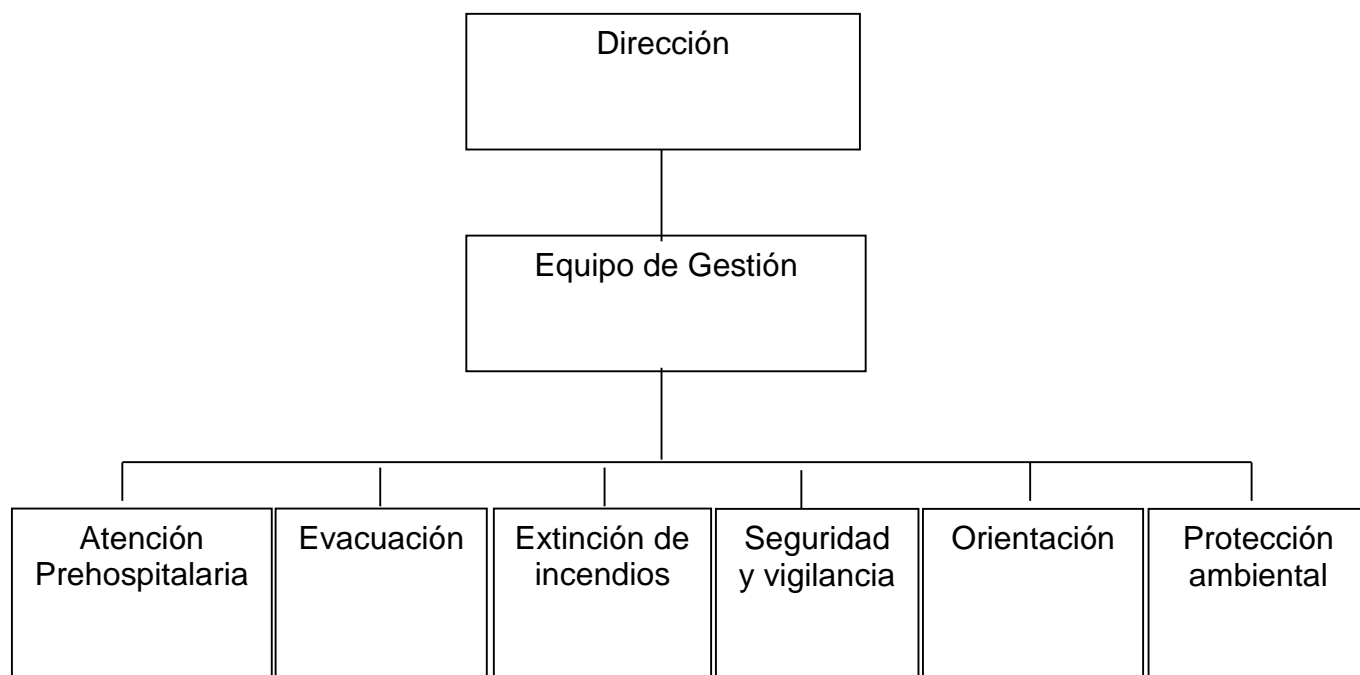 Dirección
Equipo de Gestión
Atención
Prehospitalaria
Evacuación
Extinción de
incendios
Seguridad
y vigilancia
Orientación
Protección
ambiental